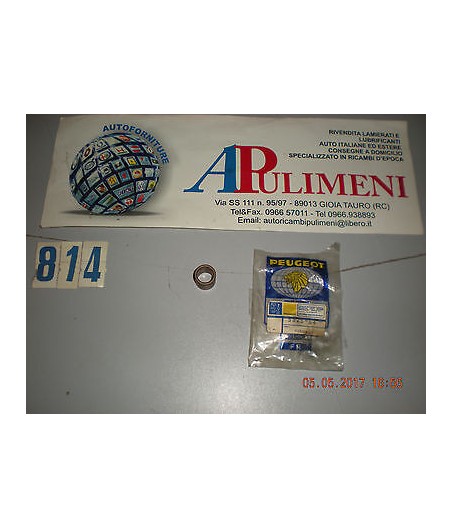 AUTOFORNITURE
RIVENDITA LAMIERATI E
LUBRIFICANTI
AUTO ITALIANE ED ESTERE
CONSEGNE A DOMICILIO
SPECIALIZZATO IN RICAMBI D'EPOCA
APULIMENI
Via SS 111 n. 95/97 - 89013 GIOIA TAURO (RC)
Tel&Fax. 0966 57011 - Tel 0966.938893
Email: autoricambipulimeni@libero.it
814
PEUGEOT
05.05.2017